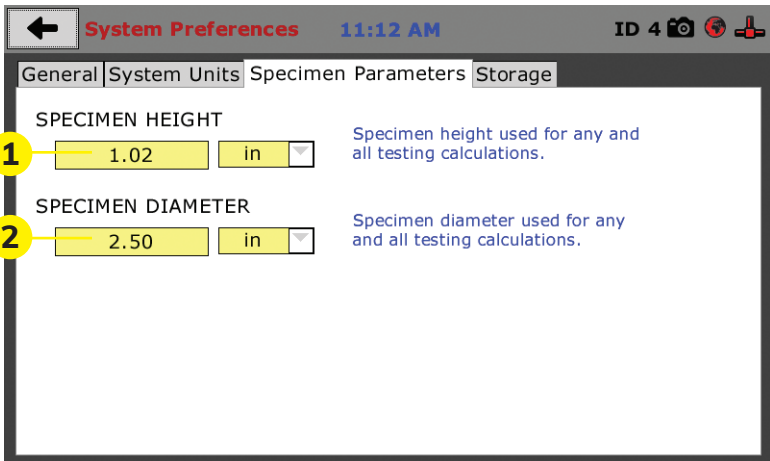 System Preferences 11:12 AM ID 4
General System Units Specimen Parameters Storage
SPECIMEN HEIGHT
1 1.02 in
Specimen height used for any and
all testing calculations.
SPECIMEN DIAMETER
2 2.50 in
Specimen diameter used for any
and all testing calculations.